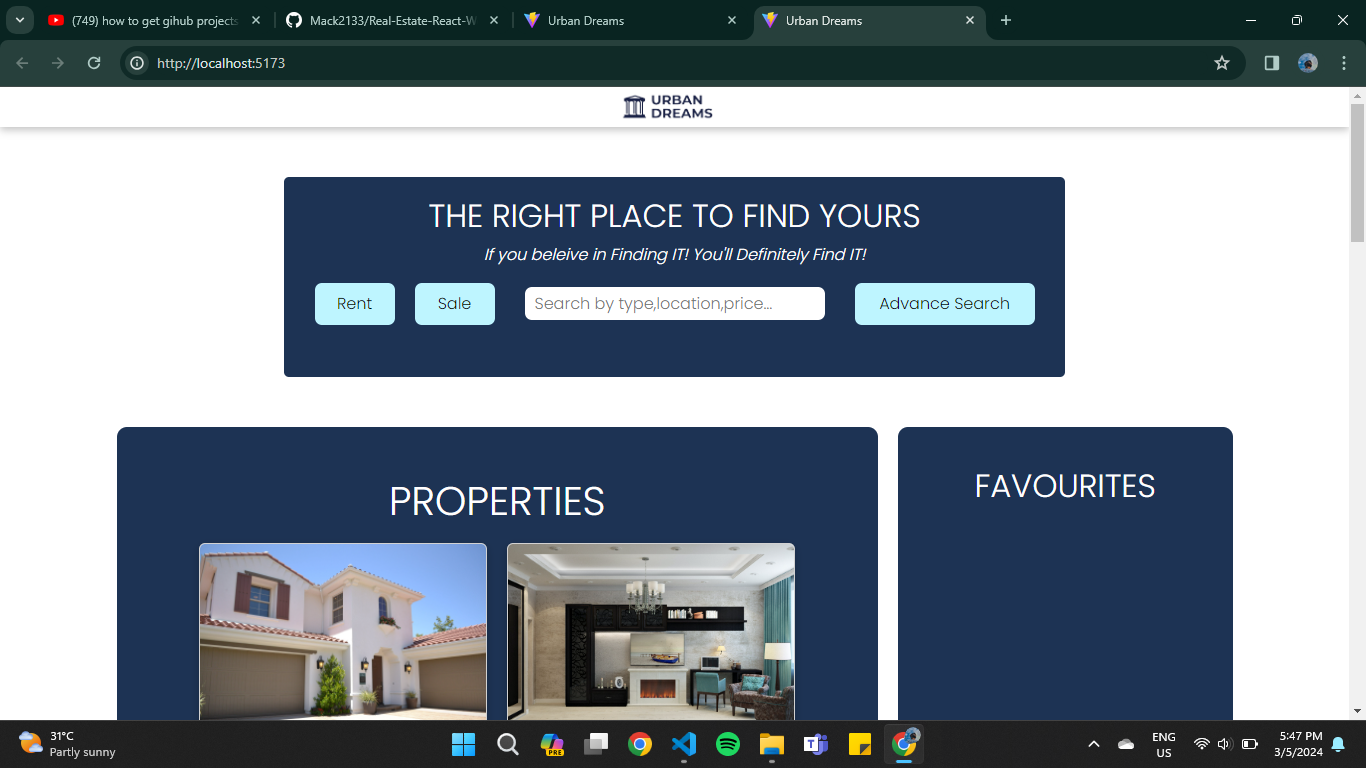 (749) how to get gihub projects
Mack2133/Real-Estate-React-W
Urban Dreams
Urban Dreams
http://localhost:5173
URBAN
DREAMS
THE RIGHT PLACE TO FIND YOURS
If you beleive in Finding IT! You'll Definitely Find IT!
Rent
Sale
Search by type,location,price...
Advance Search
PROPERTIES
FAVOURITES
31°C
Partly sunny
PRE
ENG
US
5:47 PM
3/5/2024